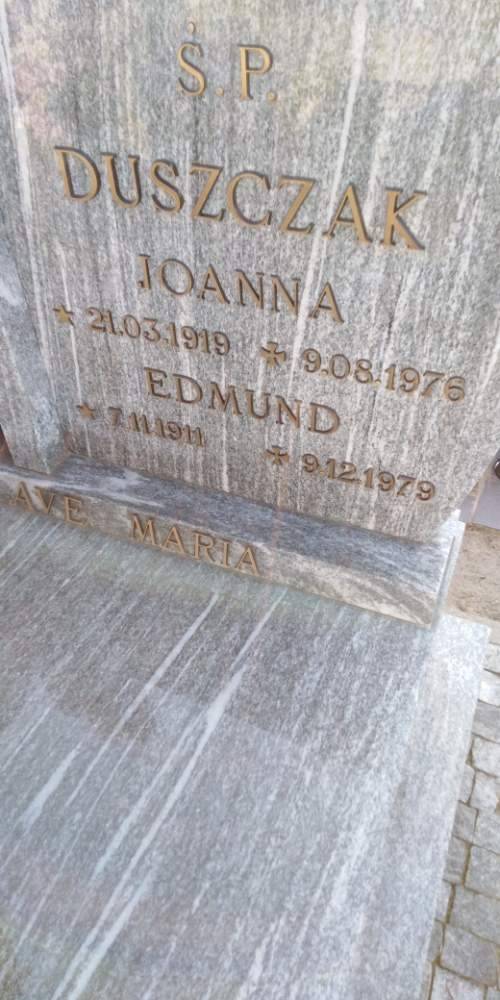 Ś.P.
DUSZCZAK
JOANNA
★ 21.03.1919 ✠ 9.08.1976
EDMUND
★ 7.11.1911 ✠ 9.12.1979
AVE MARIA